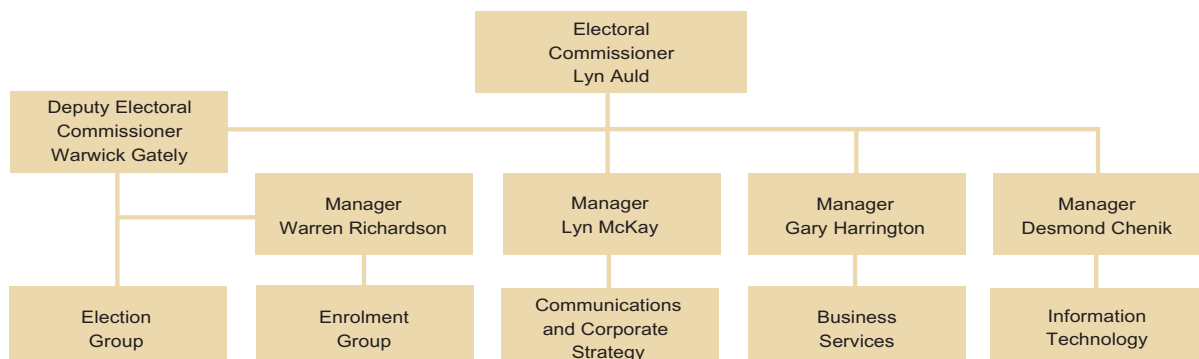 Electoral
Commissioner
Lyn Auld
Deputy Electoral
Commissioner
Warwick Gately
Manager
Warren Richardson
Manager
Lyn McKay
Manager
Gary Harrington
Manager
Desmond Chenik
Election
Group
Enrolment
Group
Communications
and Corporate
Strategy
Business
Services
Information
Technology